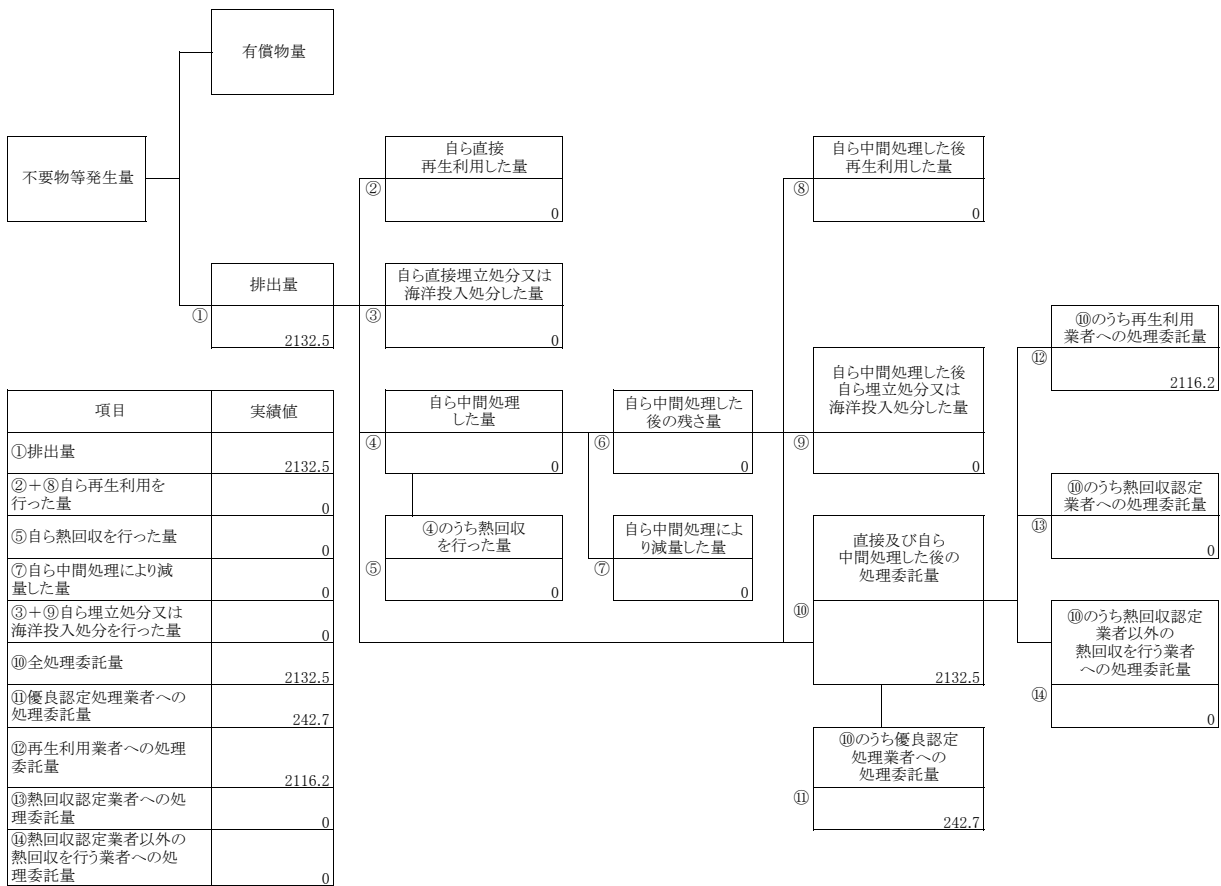 有償物量
不要物等発生量
排出量
①
2132.5
自ら直接
再生利用した量
②
0
自ら直接埋立処分又は
海洋投入処分した量
③
0
自ら中間処理
した量
④
0
④のうち熱回収
を行った量
⑤
0
自ら中間処理した
後の残さ量
⑥
0
自ら中間処理によ
り減量した量
⑦
0
自ら中間処理した後
再生利用した量
⑧
0
自ら中間処理した後
自ら埋立処分又は
海洋投入処分した量
⑨
0
直接及び自ら
中間処理した後の
処理委託量
⑩
2132.5
⑩のうち優良認定
処理業者への
処理委託量
⑪
242.7
⑩のうち再生利用
業者への処理委託量
⑫
2116.2
⑩のうち熱回収認定
業者への処理委託量
⑬
0
⑩のうち熱回収認定
業者以外の
熱回収を行う業者
への処理委託量
⑭
0
項目 実績値
①排出量
2132.5
②+⑧自ら再生利用を
行った量
0
⑤自ら熱回収を行った量
0
⑦自ら中間処理により減
量した量
0
③+⑨自ら埋立処分又は
海洋投入処分を行った量
0
⑩全処理委託量
2132.5
⑪優良認定処理業者への
処理委託量
242.7
⑫再生利用業者への処理
委託量
2116.2
⑬熱回収認定業者への処
理委託量
0
⑭熱回収認定業者以外の
熱回収を行う業者への処
理委託量
0